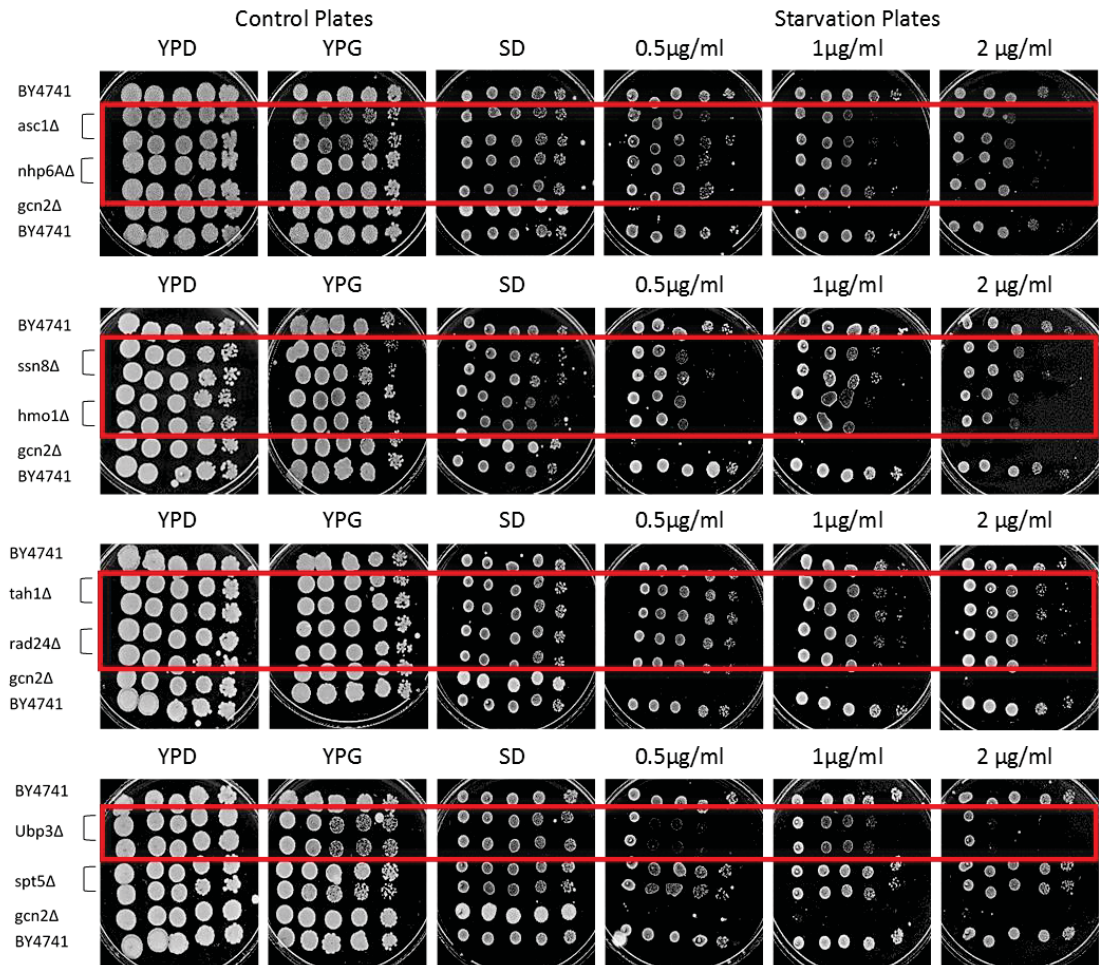 Control Plates Starvation Plates
YPD YPG SD 0.5µg/ml 1µg/ml 2 µg/ml
BY4741
asc1Δ
nhp6AΔ
gcn2Δ
BY4741
YPD YPG SD 0.5µg/ml 1µg/ml 2 µg/ml
BY4741
ssn8Δ
hmo1Δ
gcn2Δ
BY4741
YPD YPG SD 0.5µg/ml 1µg/ml 2 µg/ml
BY4741
tah1Δ
rad24Δ
gcn2Δ
BY4741
YPD YPG SD 0.5µg/ml 1µg/ml 2 µg/ml
BY4741
Ubp3Δ
spt5Δ
gcn2Δ
BY4741